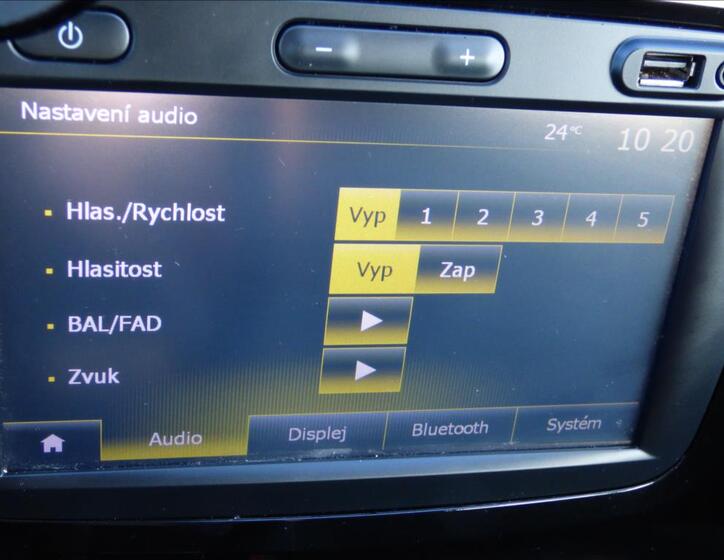 Nastavení audio
24°C 10 20
Hlas./Rychlost Vyp 1 2 3 4 5
Hlasitost Vyp Zap
BAL/FAD
Zvuk
Audio Displej Bluetooth Systém